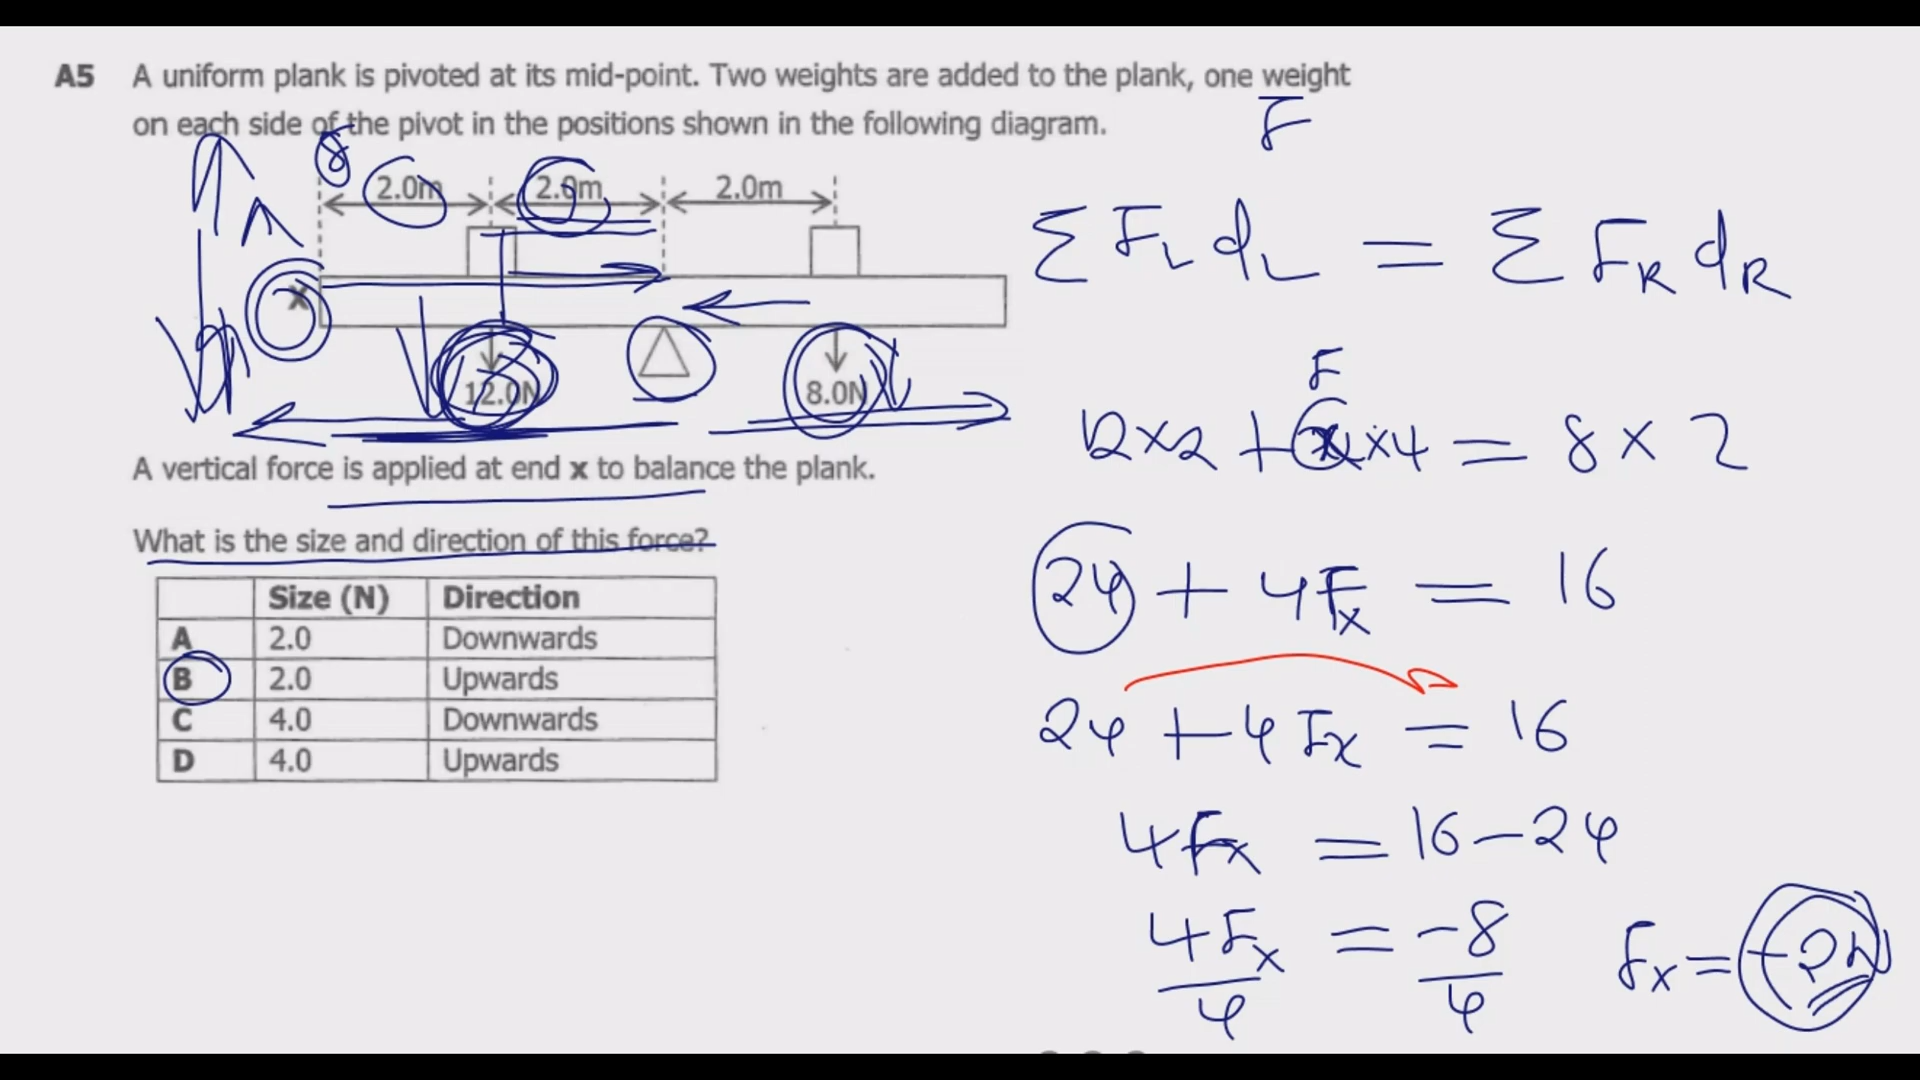 A5 A uniform plank is pivoted at its mid-point. Two weights are added to the plank, one weight
on each side of the pivot in the positions shown in the following diagram.
F
8
2.0m 2.0m 2.0m
Σ F_L d_L = Σ F_R d_R
x
12.0N 8.0N
F
12 x 2 + x 4 = 8 x 2
A vertical force is applied at end x to balance the plank.
What is the size and direction of this force?
24 + 4F_x = 16
Size (N) Direction
A 2.0 Downwards
B 2.0 Upwards
C 4.0 Downwards
D 4.0 Upwards
24 + 4F_x = 16
4F_x = 16 - 24
4F_x = -8
4 4
F_x = -2N